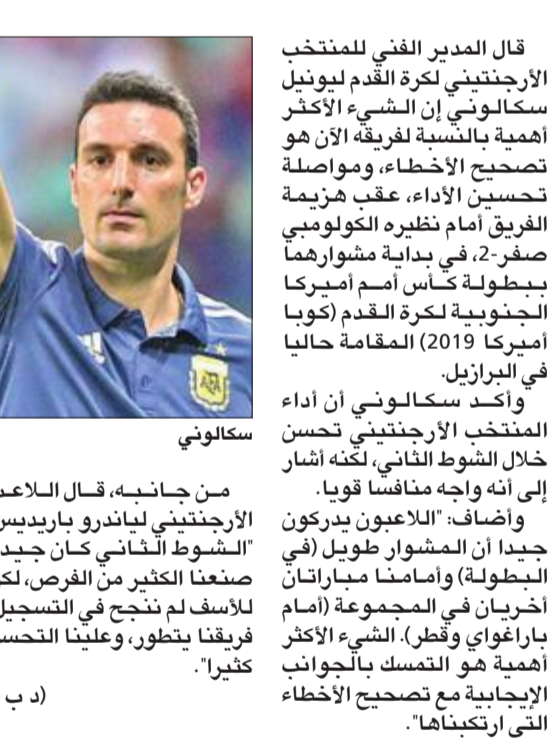 قال المدير الفني للمنتخب
الأرجنتيني لكرة القدم ليونيل
سكالوني إن الشيء الأكثر
أهمية بالنسبة لفريقه الآن هو
تصحيح الأخطاء، ومواصلة
تحسين الأداء، عقب هزيمة
الفريق أمام نظيره الكولومبي
صفر-2، في بداية مشوارهما
ببطولة كأس أمم أميركا
الجنوبية لكرة القدم (كوبا
أميركا 2019) المقامة حاليا
في البرازيل.
وأكد سكالوني أن أداء
المنتخب الأرجنتيني تحسن
خلال الشوط الثاني، لكنه أشار
إلى أنه واجه منافسا قويا.
وأضاف: "اللاعبون يدركون
جيدا أن المشوار طويل (في
البطولة) وأمامنا مباراتان
أخريان في المجموعة (أمام
باراغواي وقطر). الشيء الأكثر
أهمية هو التمسك بالجوانب
الإيجابية مع تصحيح الأخطاء
التي ارتكبناها".
AFA
سكالوني
من جانبه، قال
الأرجنتيني لياندرو باريديس
"الشوط الثاني كان
صنعنا الكثير من الفرص،
للأسف لم ننجح في
فريقنا يتطور، وعلينا
كثيرا".
(د ب